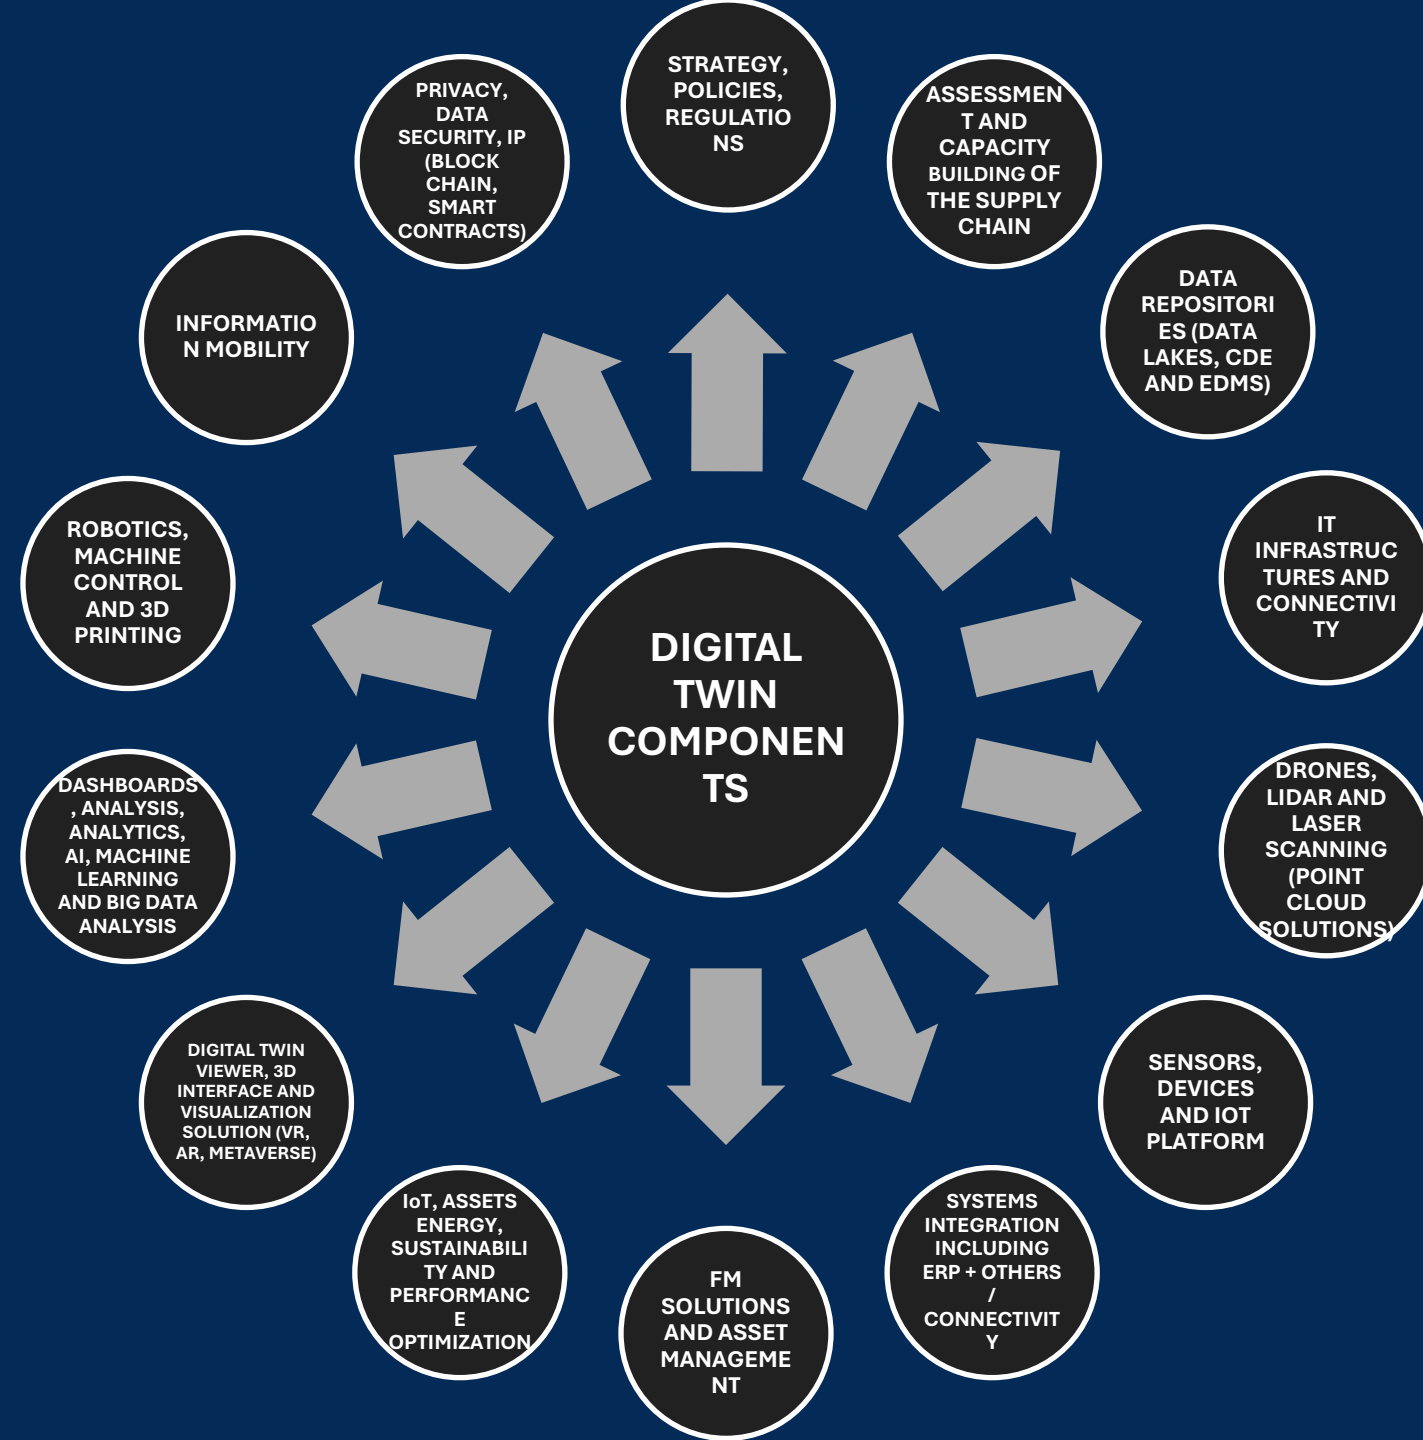 STRATEGY,
POLICIES,
REGULATIO
NS
ASSESSMEN
T AND
CAPACITY
BUILDING OF
THE SUPPLY
CHAIN
DATA
REPOSITORI
ES (DATA
LAKES, CDE
AND EDMS)
IT
INFRASTRUC
TURES AND
CONNECTIVI
TY
DRONES,
LIDAR AND
LASER
SCANNING
(POINT
CLOUD
SOLUTIONS)
SENSORS,
DEVICES
AND IOT
PLATFORM
SYSTEMS
INTEGRATION
INCLUDING
ERP + OTHERS
/
CONNECTIVIT
Y
FM
SOLUTIONS
AND ASSET
MANAGEME
NT
IoT, ASSETS
ENERGY,
SUSTAINABILI
TY AND
PERFORMANC
E
OPTIMIZATION
DIGITAL TWIN
VIEWER, 3D
INTERFACE AND
VISUALIZATION
SOLUTION (VR,
AR, METAVERSE)
DASHBOARDS
, ANALYSIS,
ANALYTICS,
AI, MACHINE
LEARNING
AND BIG DATA
ANALYSIS
ROBOTICS,
MACHINE
CONTROL
AND 3D
PRINTING
INFORMATIO
N MOBILITY
PRIVACY,
DATA
SECURITY, IP
(BLOCK
CHAIN,
SMART
CONTRACTS)
DIGITAL
TWIN
COMPONEN
TS